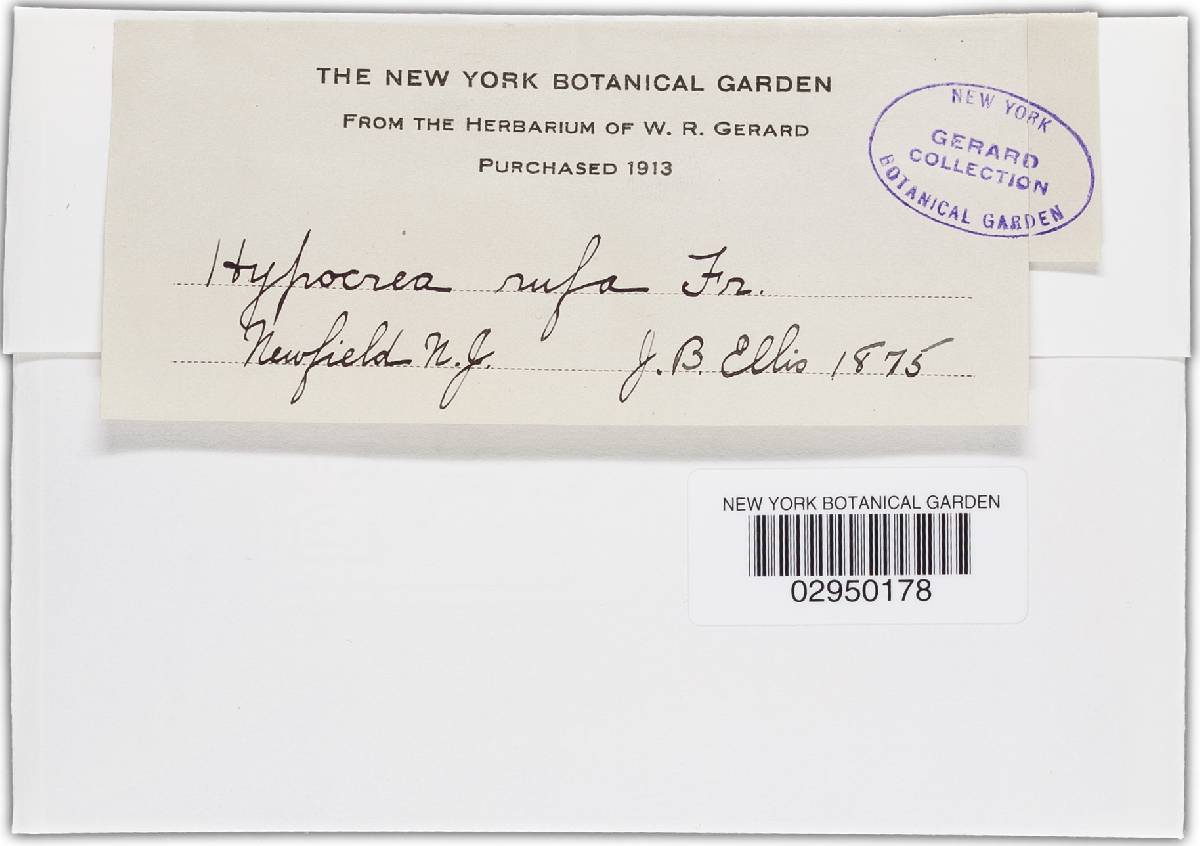 THE NEW YORK BOTANICAL GARDEN
FROM THE HERBARIUM OF W. R. GERARD
PURCHASED 1913
NEW YORK
GERARD
COLLECTION
BOTANICAL GARDEN
Hypocrea rufa Fr.
Newfield N.J. J. B. Ellis 1875
NEW YORK BOTANICAL GARDEN
02950178